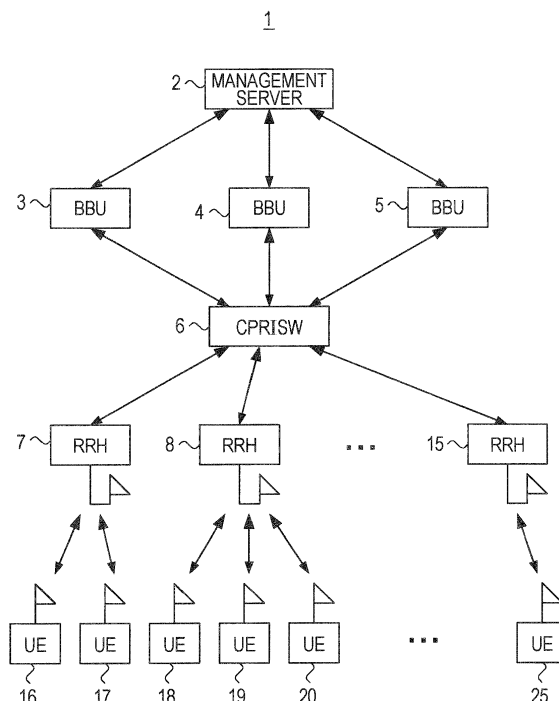 1
2 MANAGEMENT
SERVER
3 BBU 4 BBU 5 BBU
6 CPRISW
7 RRH 8 RRH ... 15 RRH
UE UE UE UE UE ... UE
16 17 18 19 20 25